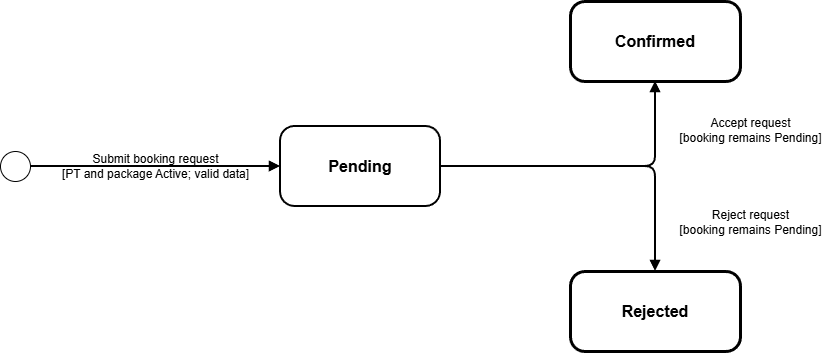 Confirmed
Accept request
[booking remains Pending]
Submit booking request
[PT and package Active; valid data]
Pending
Reject request
[booking remains Pending]
Rejected